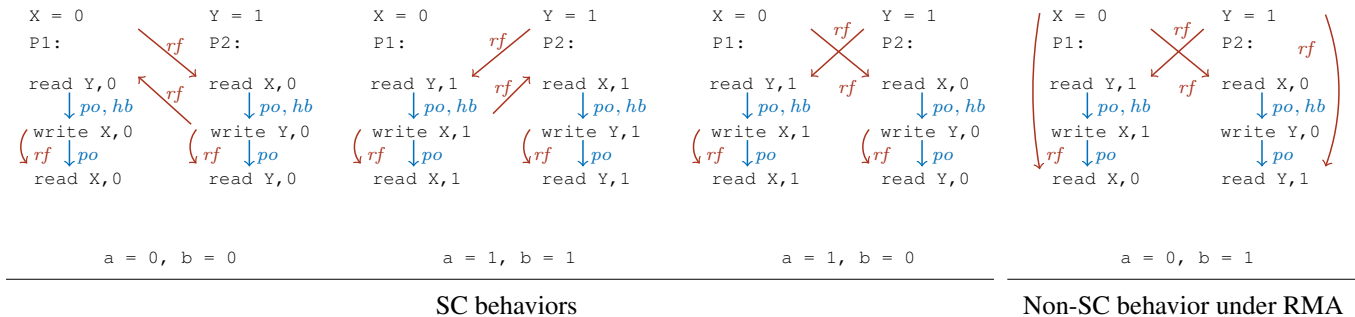 X = 0 Y = 1
P1: P2:
rf
read Y,0 read X,0
rf
po, hb po, hb
write X,0 write Y,0
rf po rf po
read X,0 read Y,0
a = 0, b = 0
X = 0 Y = 1
P1: P2:
rf
read Y,1 read X,1
rf
po, hb po, hb
write X,1 write Y,1
rf po rf po
read X,1 read Y,1
a = 1, b = 1
X = 0 Y = 1
P1: P2:
rf
read Y,1 read X,0
rf
po, hb po, hb
write X,1 write Y,0
rf po rf po
read X,1 read Y,0
a = 1, b = 0
SC behaviors
X = 0 Y = 1
P1: P2:
rf rf
read Y,1 read X,0
rf
po, hb po, hb
write X,1 write Y,0
rf po po
read X,0 read Y,1
a = 0, b = 1
Non-SC behavior under RMA